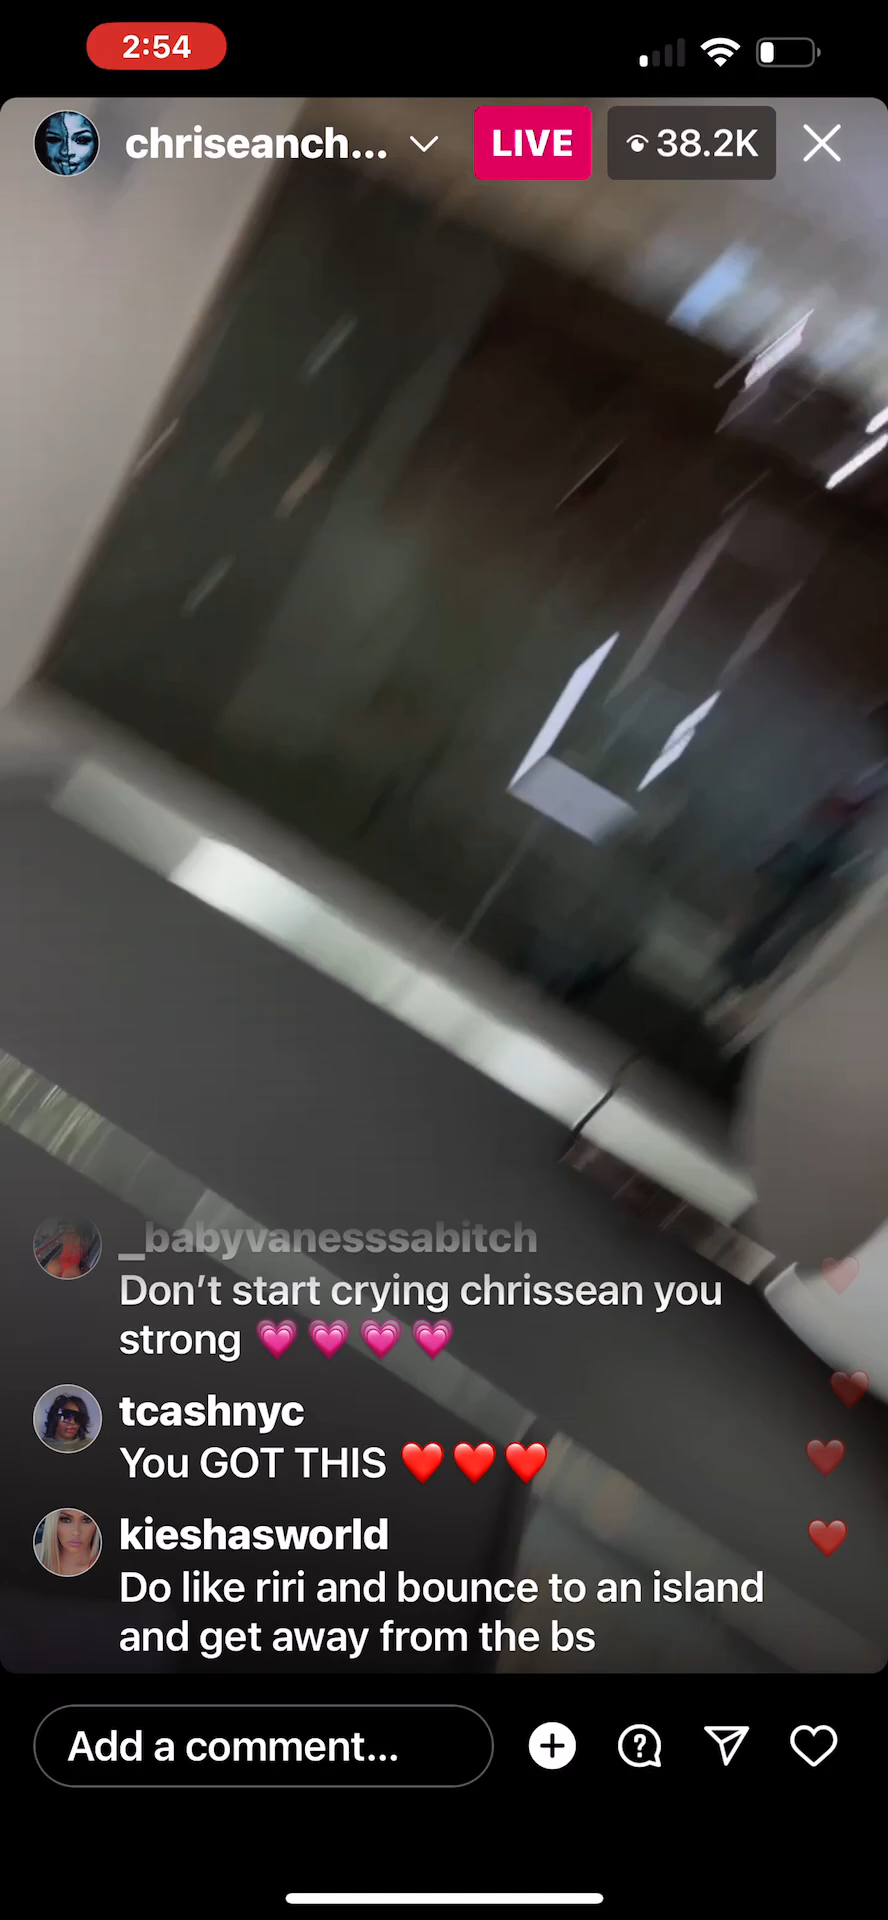 2:54
chriseanch...
LIVE
38.2K
_babyvanesssabitch
Don’t start crying chrissean you
strong 💗 💗 💗 💗
tcashnyc
You GOT THIS ❤️ ❤️ ❤️
kieshasworld
Do like riri and bounce to an island
and get away from the bs
Add a comment...